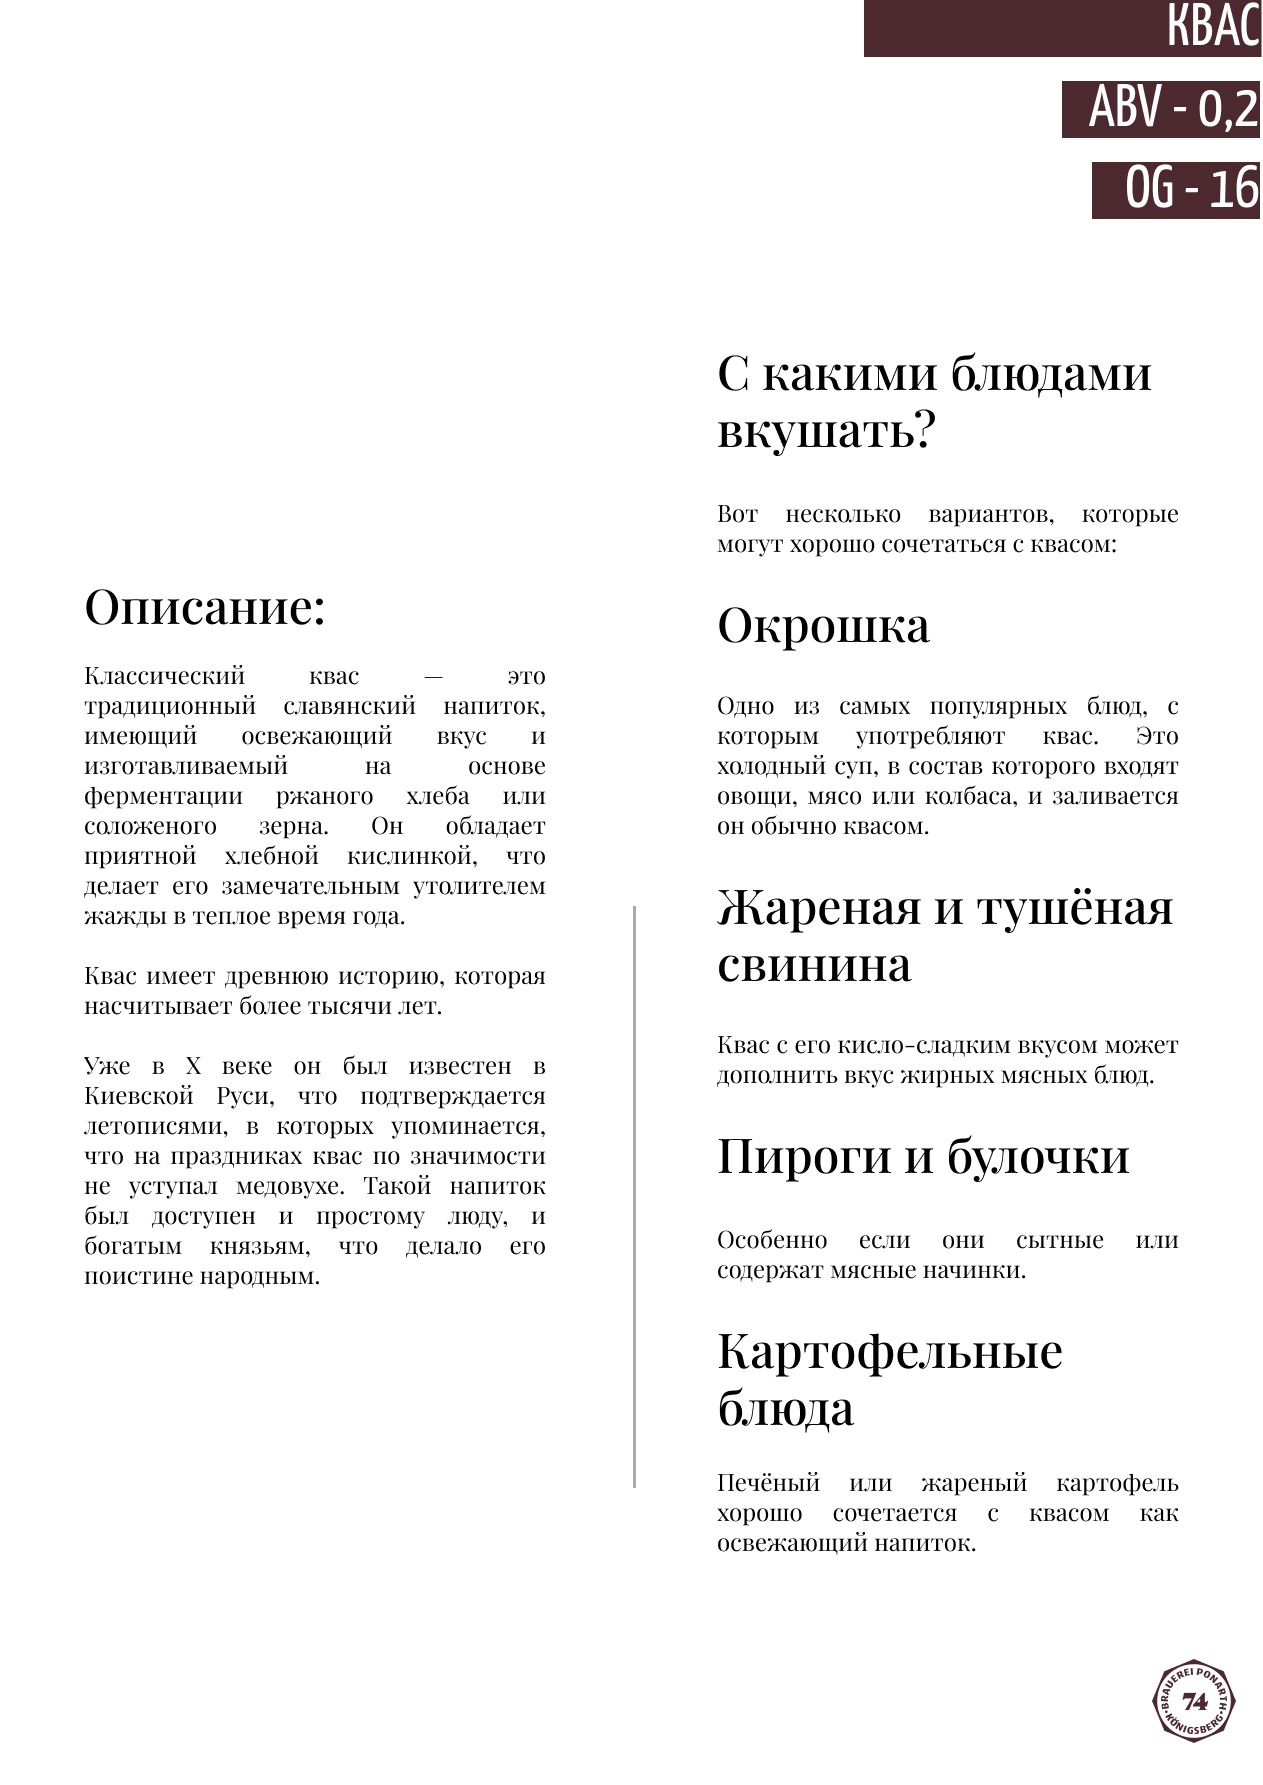 КВАС
ABV - 0,2
OG - 16
Описание:
Классический квас — это
традиционный славянский напиток,
имеющий освежающий вкус и
изготавливаемый на основе
ферментации ржаного хлеба или
соложеного зерна. Он обладает
приятной хлебной кислинкой, что
делает его замечательным утолителем
жажды в теплое время года.
Квас имеет древнюю историю, которая
насчитывает более тысячи лет.
Уже в X веке он был известен в
Киевской Руси, что подтверждается
летописями, в которых упоминается,
что на праздниках квас по значимости
не уступал медовухе. Такой напиток
был доступен и простому люду, и
богатым князьям, что делало его
поистине народным.
С какими блюдами
вкушать?
Вот несколько вариантов, которые
могут хорошо сочетаться с квасом:
Окрошка
Одно из самых популярных блюд, с
которым употребляют квас. Это
холодный суп, в состав которого входят
овощи, мясо или колбаса, и заливается
он обычно квасом.
Жареная и тушёная
свинина
Квас с его кисло-сладким вкусом может
дополнить вкус жирных мясных блюд.
Пироги и булочки
Особенно если они сытные или
содержат мясные начинки.
Картофельные
блюда
Печёный или жареный картофель
хорошо сочетается с квасом как
освежающий напиток.
BRAUEREI PONARTH
74
KÖNIGSBERG